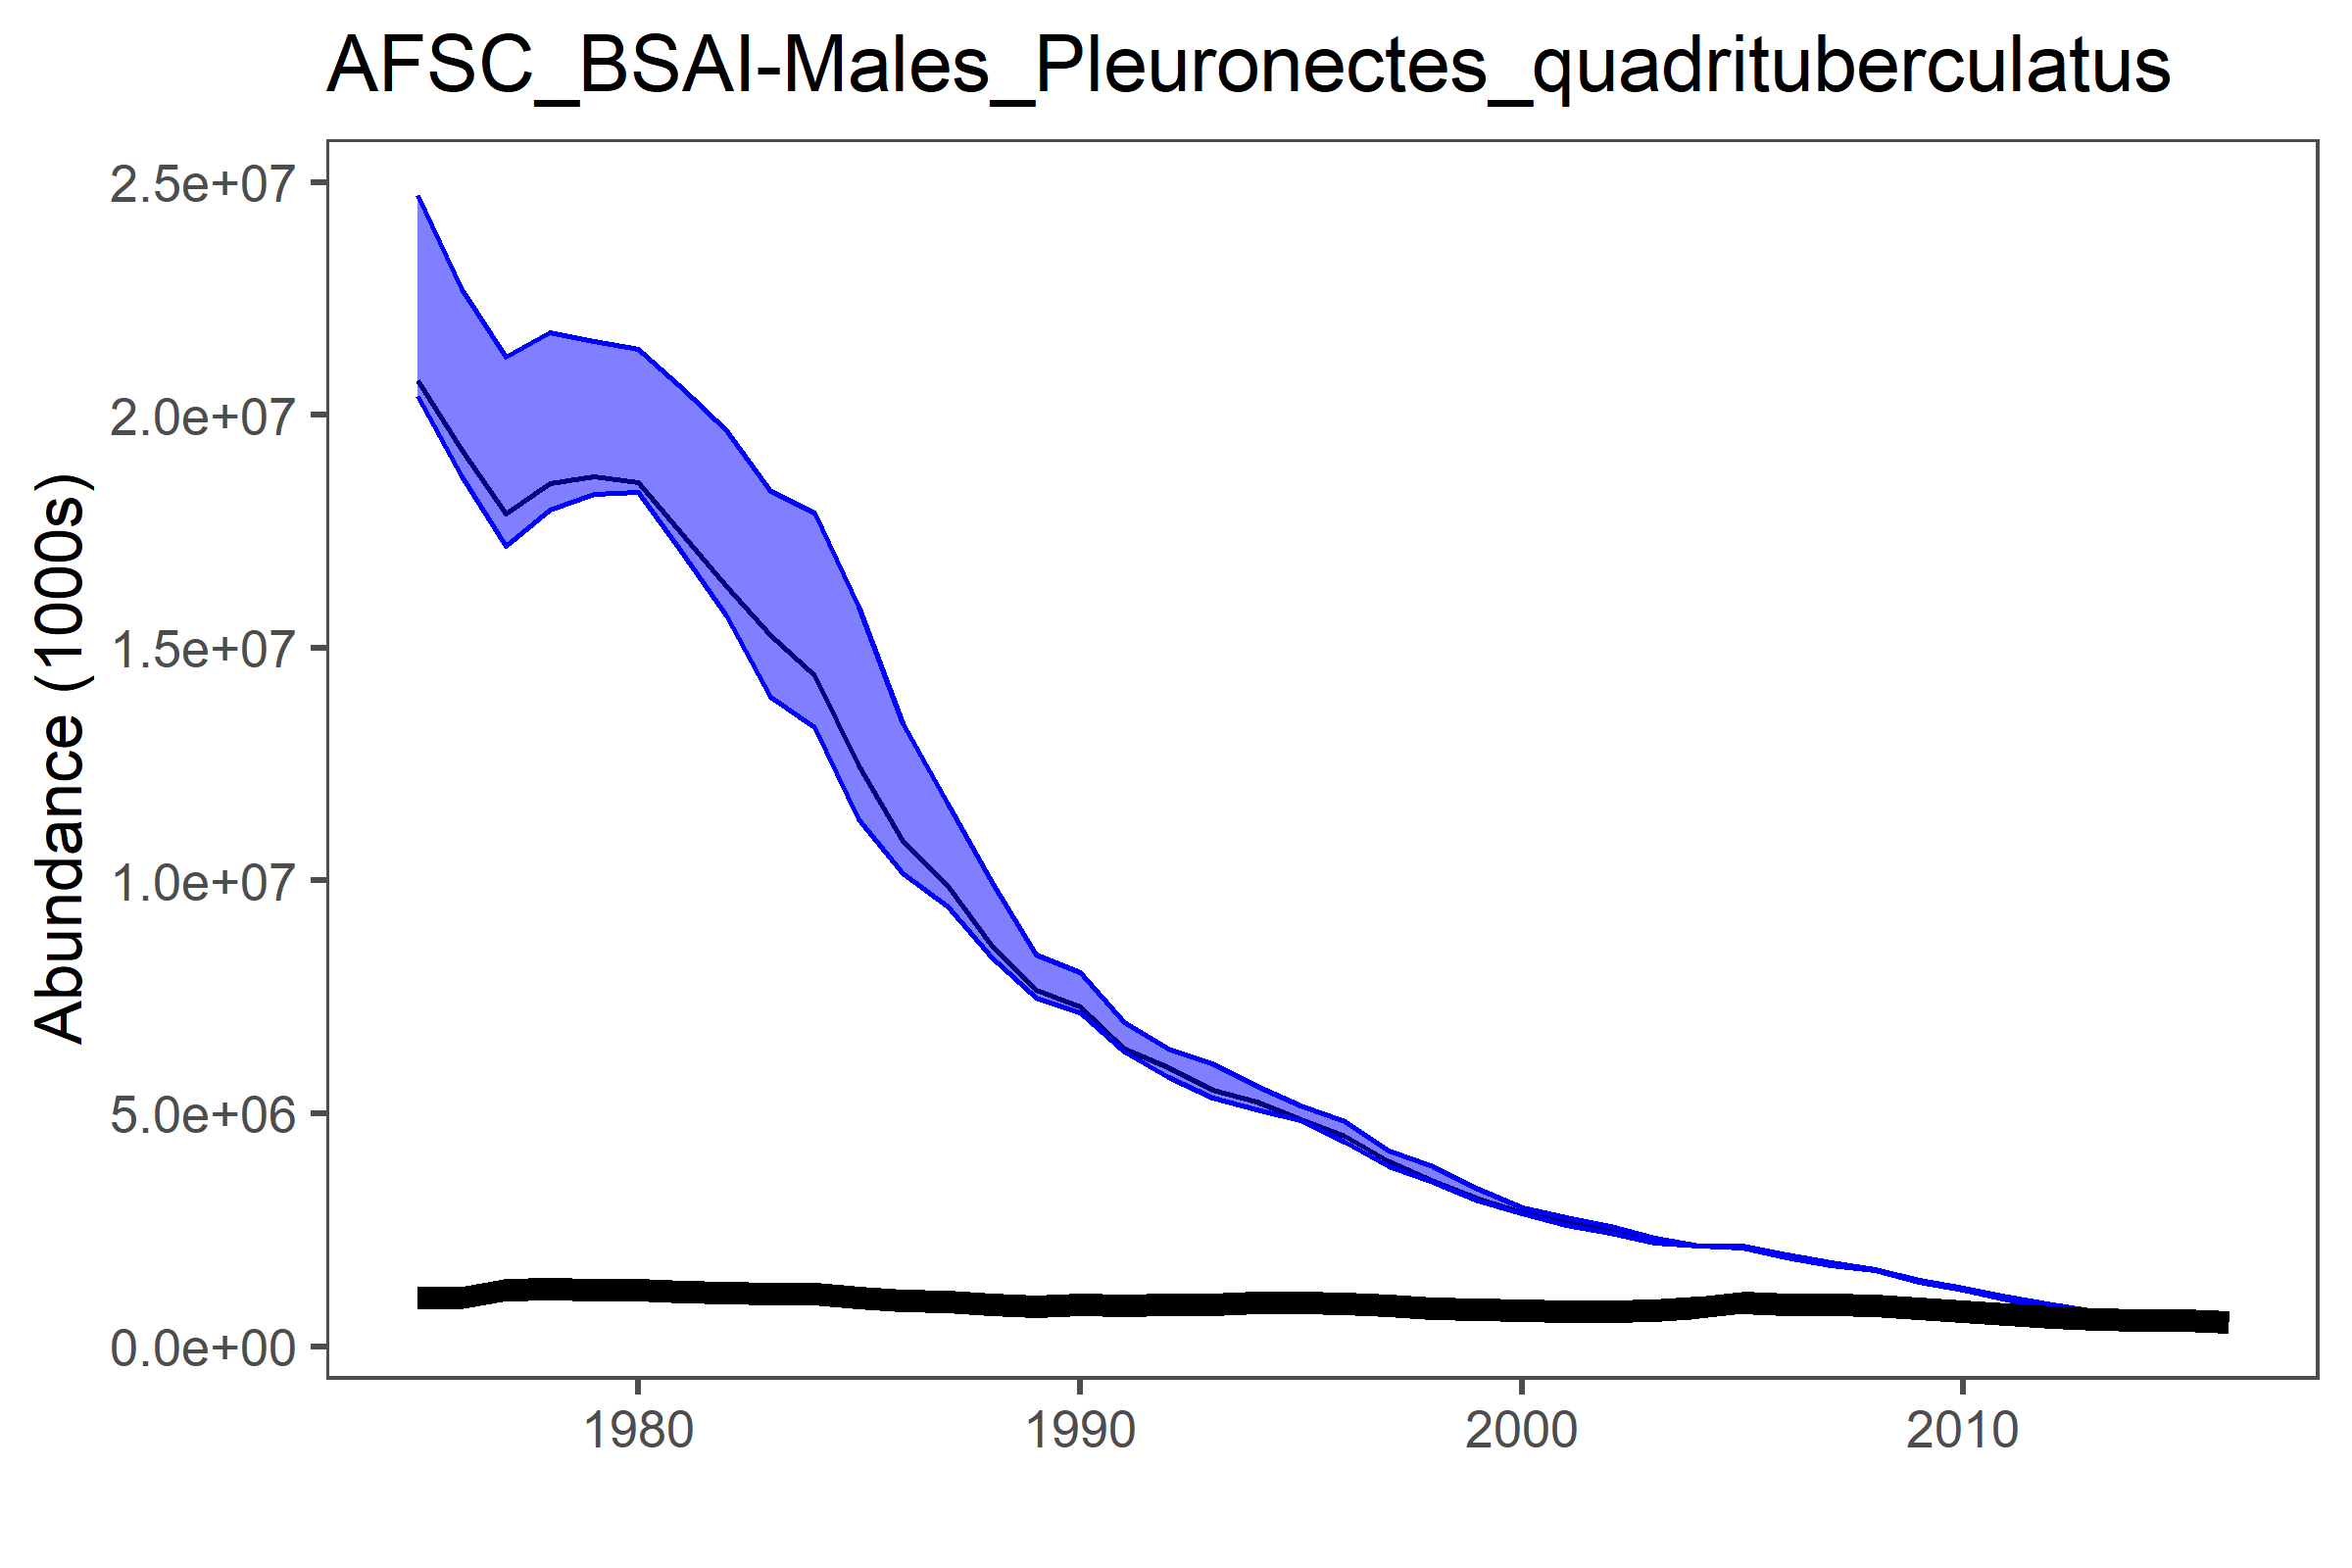 AFSC_BSAI-Males_Pleuronectes_quadrituberculatus
Abundance (1000s)
2.5e+07
2.0e+07
1.5e+07
1.0e+07
5.0e+06
0.0e+00
1980
1990
2000
2010